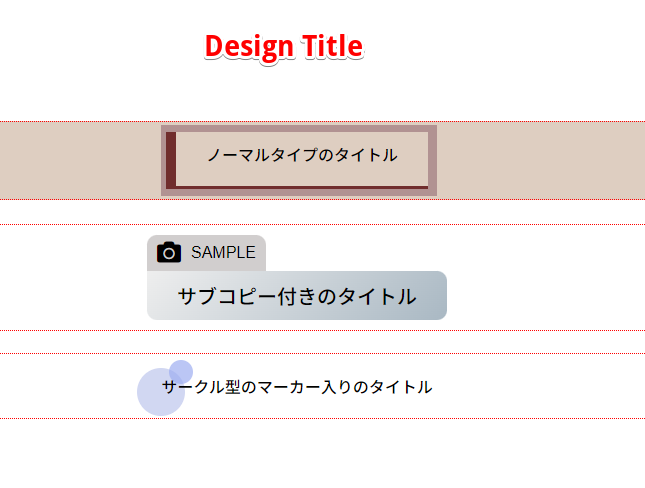 Design Title
ノーマルタイプのタイトル
SAMPLE
サブコピー付きのタイトル
サークル型のマーカー入りのタイトル